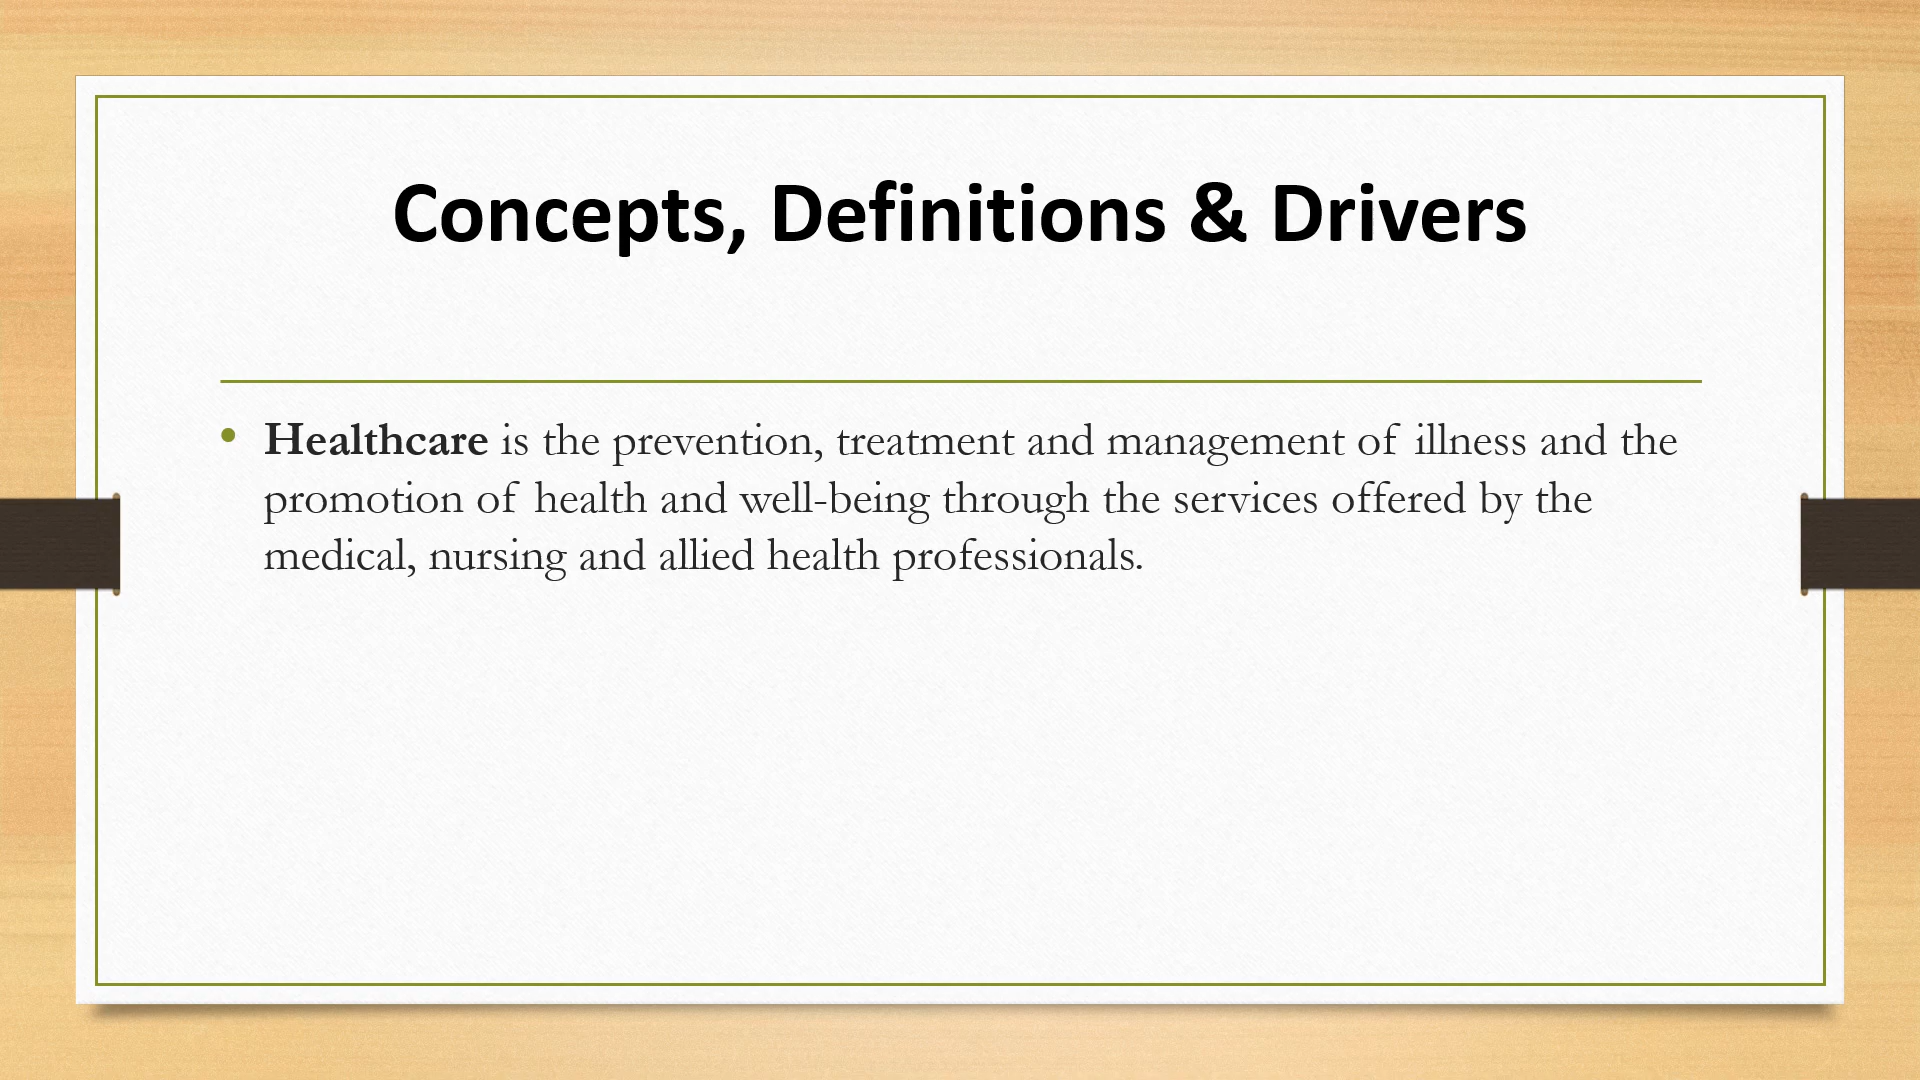 Concepts, Definitions & Drivers
• Healthcare is the prevention, treatment and management of illness and the
promotion of health and well-being through the services offered by the
medical, nursing and allied health professionals.